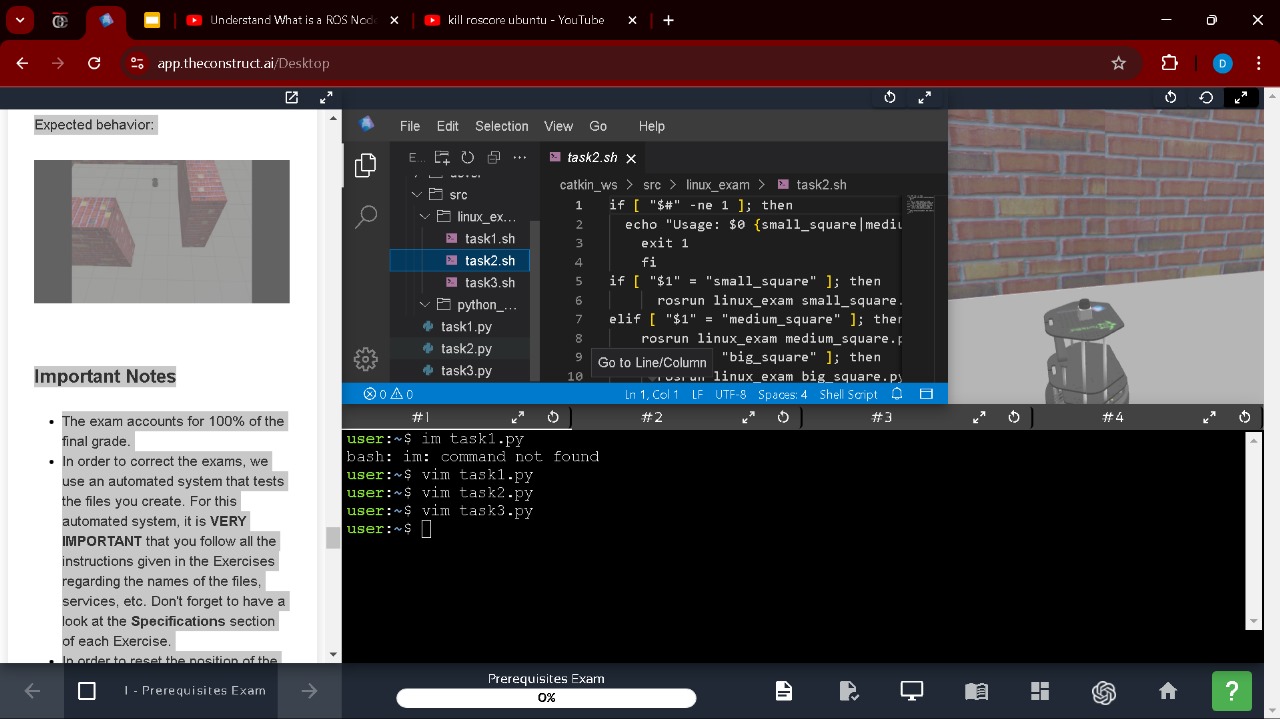 Understand What is a ROS Nod
kill roscore ubuntu - YouTube
app.theconstruct.ai/Desktop
D
Expected behavior:
Important Notes
The exam accounts for 100% of the
final grade.
In order to correct the exams, we
use an automated system that tests
the files you create. For this
automated system, it is VERY
IMPORTANT that you follow all the
instructions given in the Exercises
regarding the names of the files,
services, etc. Don't forget to have a
look at the Specifications section
of each Exercise.
In order to reset the position of the
File Edit Selection View Go Help
E...
src
linux_ex...
task1.sh
task2.sh
task3.sh
python_...
task1.py
task2.py
task3.py
task2.sh
catkin_ws > src > linux_exam > task2.sh
1 if [ "$#" -ne 1 ]; then
2 echo "Usage: $0 {small_square|mediu
3 exit 1
4 fi
5 if [ "$1" = "small_square" ]; then
6 rosrun linux_exam small_square.
7 elif [ "$1" = "medium_square" ]; then
8 rosrun linux_exam medium_square.p
9 "big_square" ]; then
10 rosrun linux_exam big_square.py
Go to Line/Column
0 0 Ln 1, Col 1 LF UTF-8 Spaces: 4 Shell Script
#1 #2 #3 #4
user:~$ im task1.py
bash: im: command not found
user:~$ vim task1.py
user:~$ vim task2.py
user:~$ vim task3.py
user:~$
I - Prerequisites Exam
Prerequisites Exam
0%
?